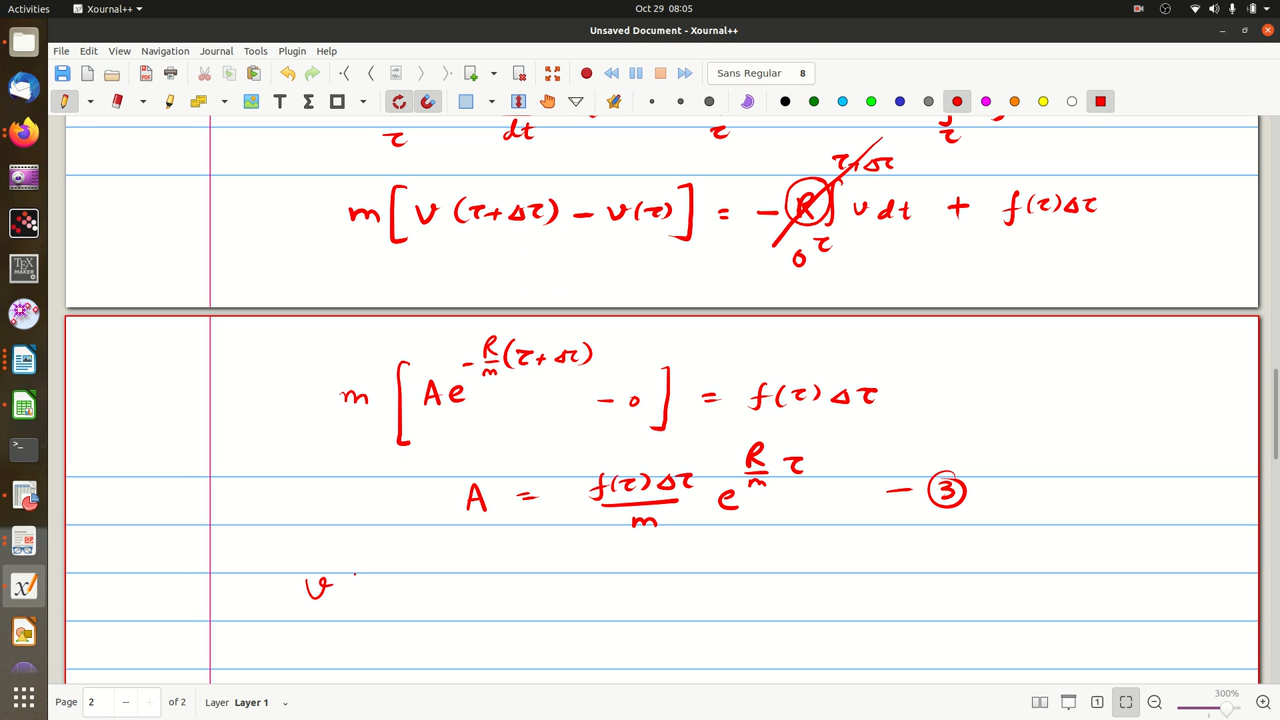 Activities Xournal++ Oct 29 08:05
Unsaved Document - Xournal++
File Edit View Navigation Journal Tools Plugin Help
Sans Regular 8
τ dt τ τ
m[v(τ+Δτ) - v(τ)] = - R∫ v dt + f(τ)Δτ
τ+Δτ
τ
0
m[Ae^{-R/m(τ+Δτ)} - 0] = f(τ)Δτ
A = f(τ)Δτ/m e^{R/m τ} - ③
v
Page 2 of 2 Layer Layer 1 300%